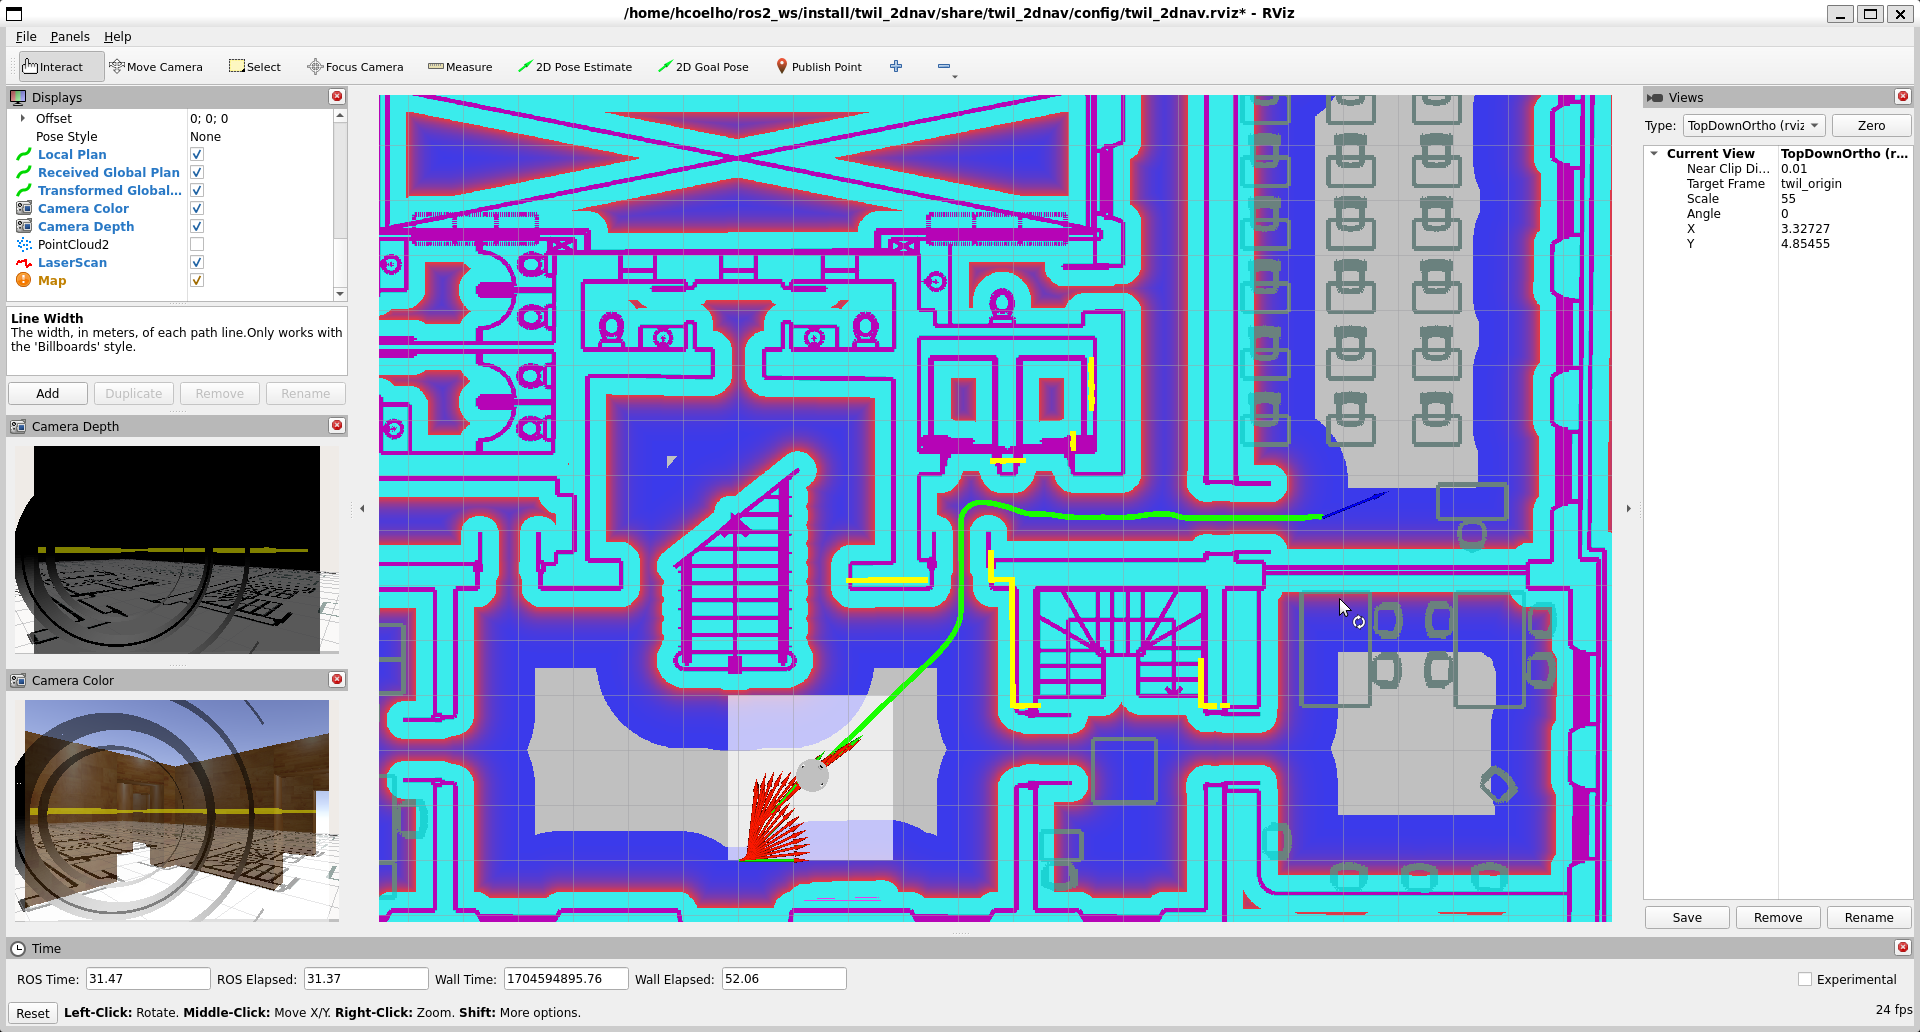 /home/hcoelho/ros2_ws/install/twil_2dnav/share/twil_2dnav/config/twil_2dnav.rviz* - RViz
File Panels Help
Interact Move Camera Select Focus Camera Measure 2D Pose Estimate 2D Goal Pose Publish Point
Displays
Offset 0; 0; 0
Pose Style None
Local Plan
Received Global Plan
Transformed Global...
Camera Color
Camera Depth
PointCloud2
LaserScan
Map
Line Width
The width, in meters, of each path line.Only works with
the 'Billboards' style.
Add Duplicate Remove Rename
Camera Depth
Camera Color
Views
Type: TopDownOrtho (rviz Zero
Current View TopDownOrtho (r...
Near Clip Di... 0.01
Target Frame twil_origin
Scale 55
Angle 0
X 3.32727
Y 4.85455
Save Remove Rename
Time
ROS Time: 31.47 ROS Elapsed: 31.37 Wall Time: 1704594895.76 Wall Elapsed: 52.06 Experimental
Reset Left-Click: Rotate. Middle-Click: Move X/Y. Right-Click: Zoom. Shift: More options. 24 fps